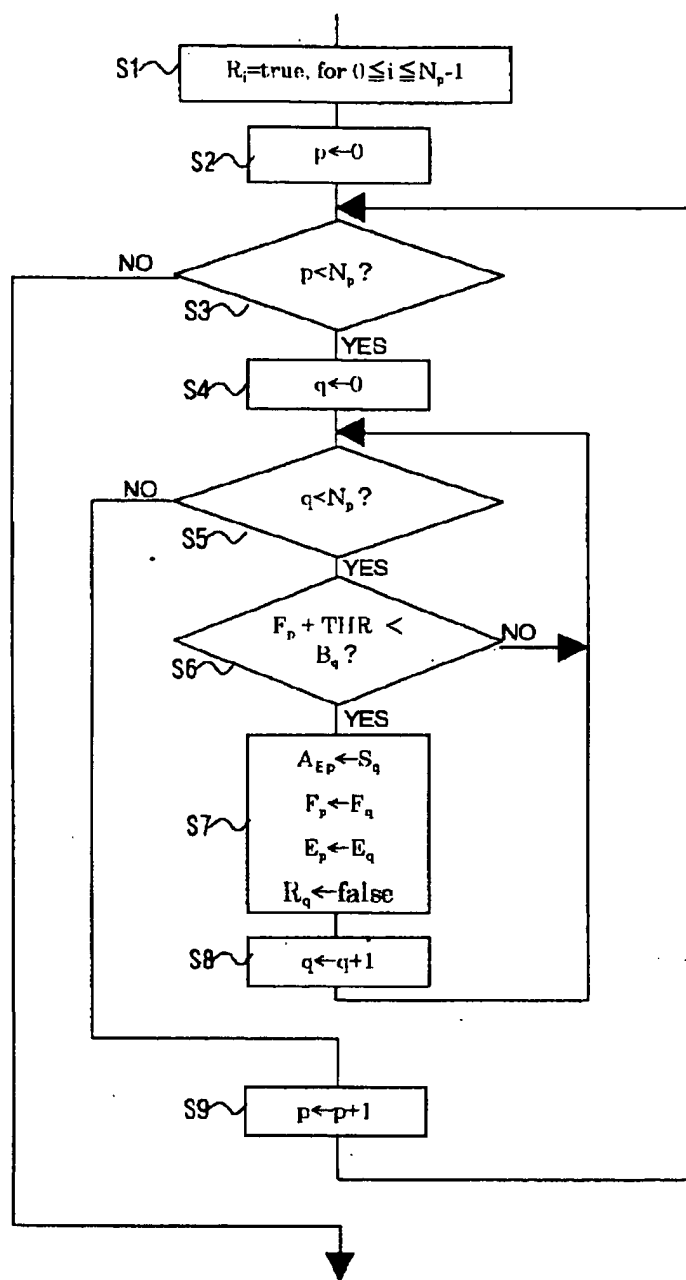 S1 R_i=true, for 0≦i≦N_p-1
S2 p←0
NO p<N_p?
S3
YES
S4 q←0
NO q<N_p?
S5
YES
F_p + THR <
B_q? NO
S6
YES
A_Ep←S_q
F_p←F_q
S7
E_p←E_q
R_q←false
S8 q←q+1
S9 p←p+1